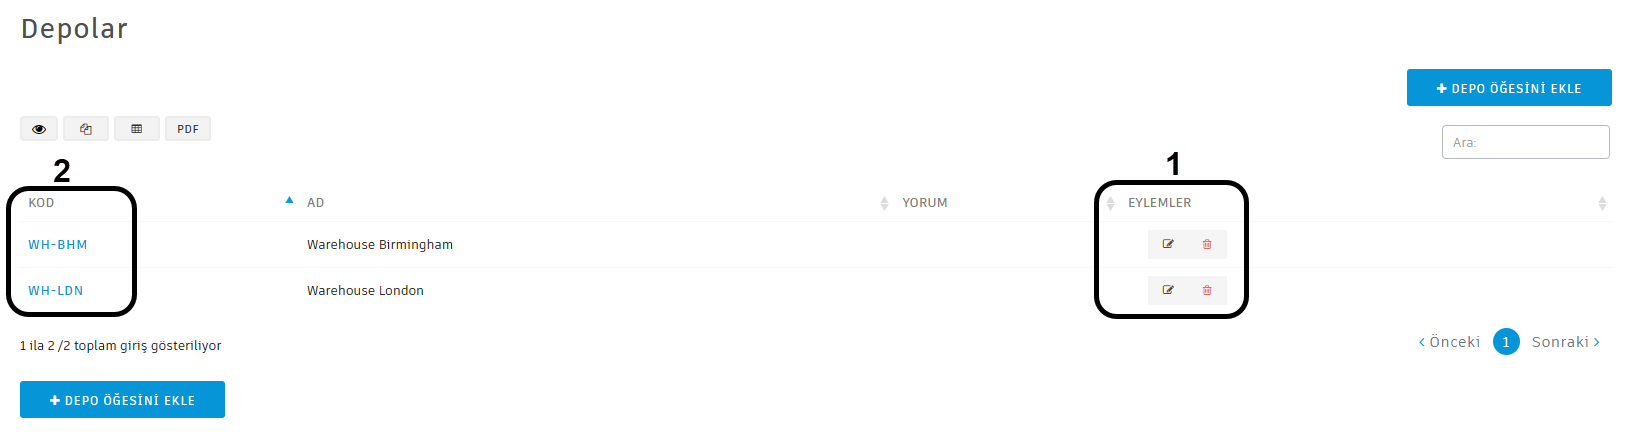 Depolar
DEPO ÖĞESİNİ EKLE
PDF
Ara:
2
1
KOD AD YORUM EYLEMLER
WH-BHM Warehouse Birmingham
WH-LDN Warehouse London
1 ila 2 /2 toplam giriş gösteriliyor
Önceki 1 Sonraki
DEPO ÖĞESİNİ EKLE